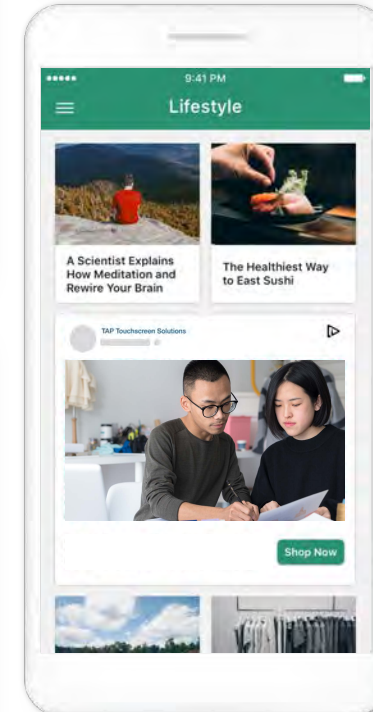 9:41 PM
Lifestyle
A Scientist Explains
How Meditation and
Rewire Your Brain
The Healthiest Way
to East Sushi
TAP Touchscreen Solutions
Shop Now